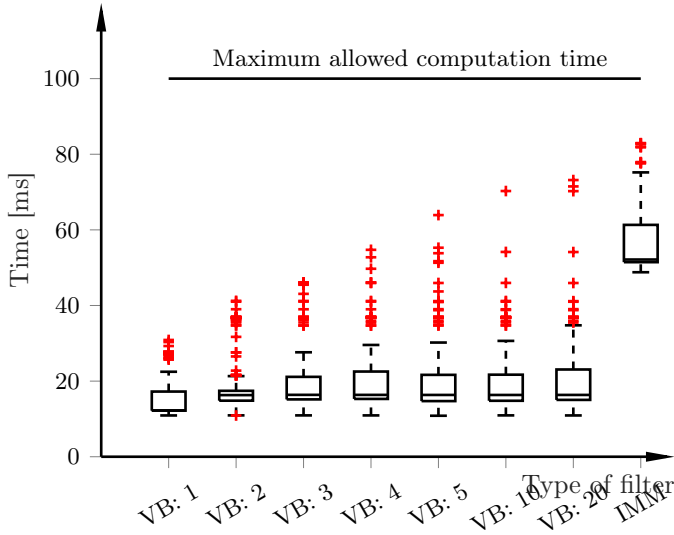 Maximum allowed computation time
Time [ms]
100
80
60
40
20
0
VB: 1
VB: 2
VB: 3
VB: 4
VB: 5
VB: 10
VB: 20
IMM
Type of filter